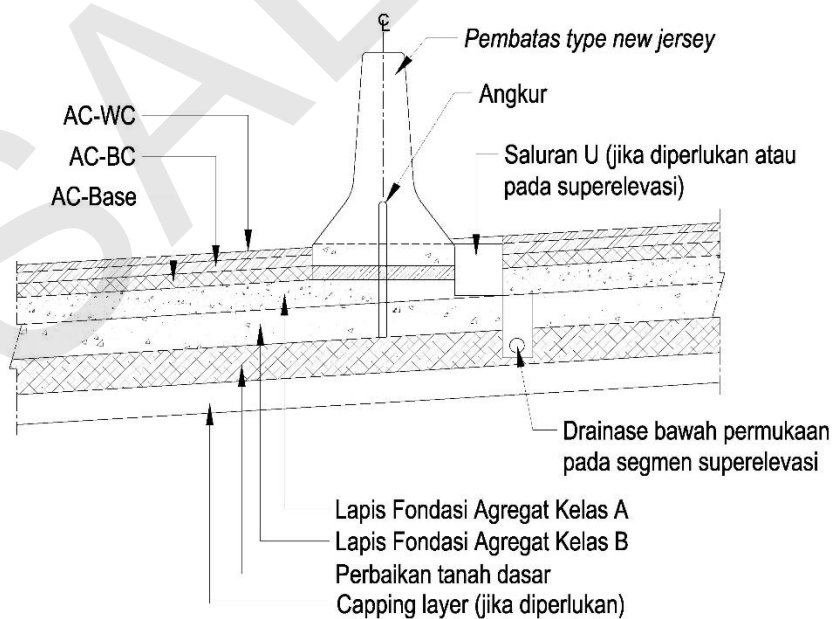 ℄
Pembatas type new jersey
Angkur
AC-WC
AC-BC
AC-Base
Saluran U (jika diperlukan atau
pada superelevasi)
Drainase bawah permukaan
pada segmen superelevasi
Lapis Fondasi Agregat Kelas A
Lapis Fondasi Agregat Kelas B
Perbaikan tanah dasar
Capping layer (jika diperlukan)